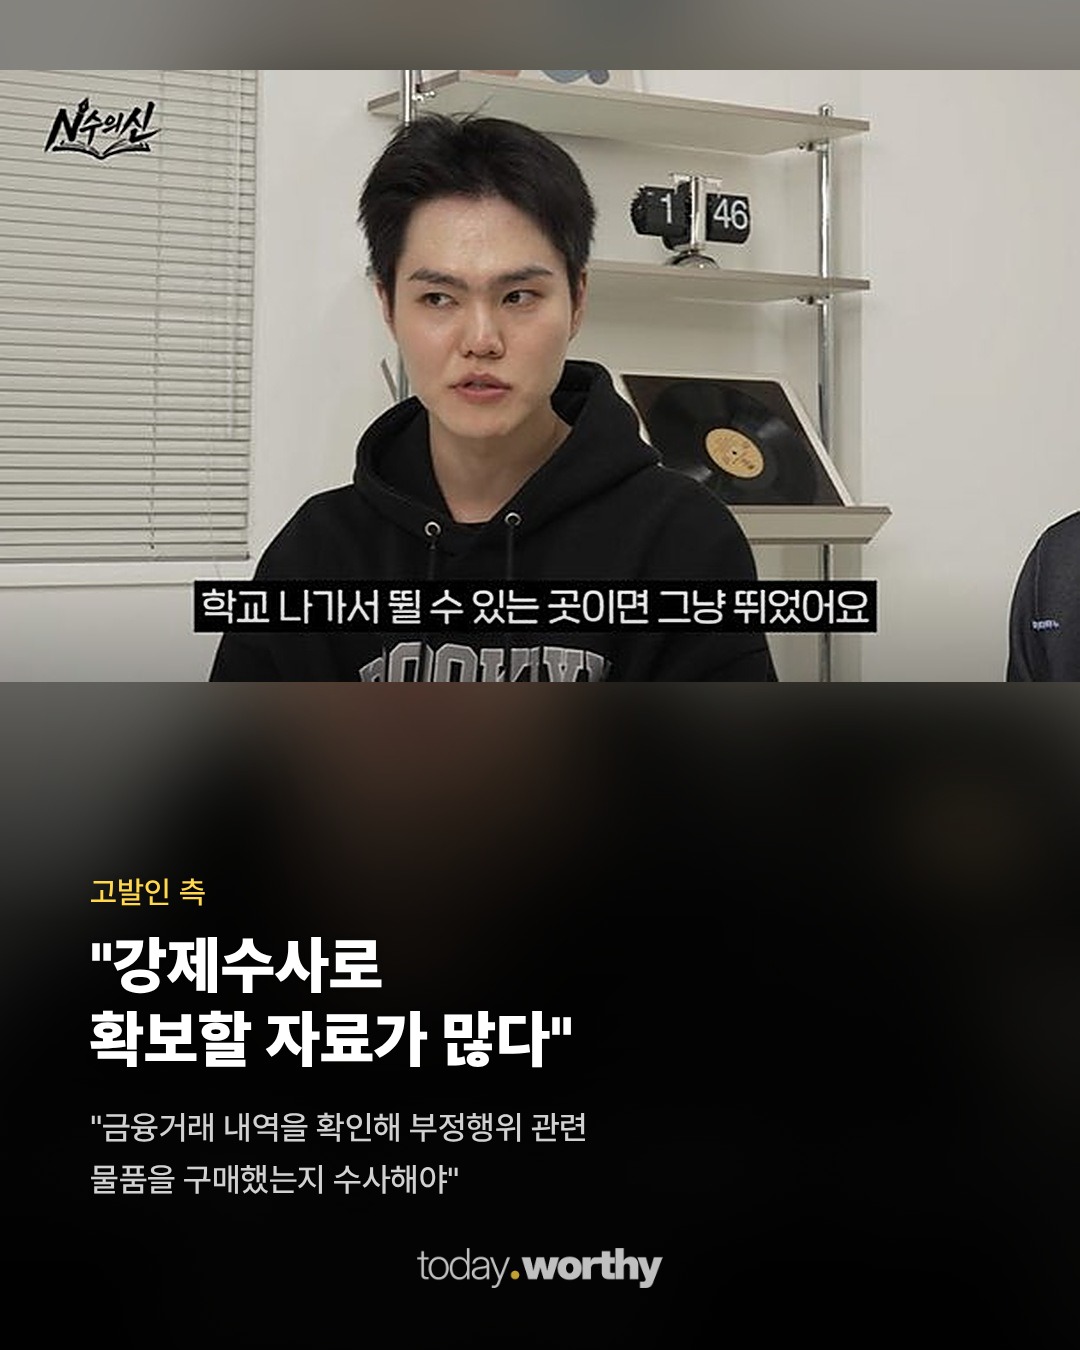 N수의신
1 46
학교 나가서 뛸 수 있는 곳이면 그냥 뛰었어요
고발인 측
"강제수사로
확보할 자료가 많다"
"금융거래 내역을 확인해 부정행위 관련
물품을 구매했는지 수사해야"
today.worthy